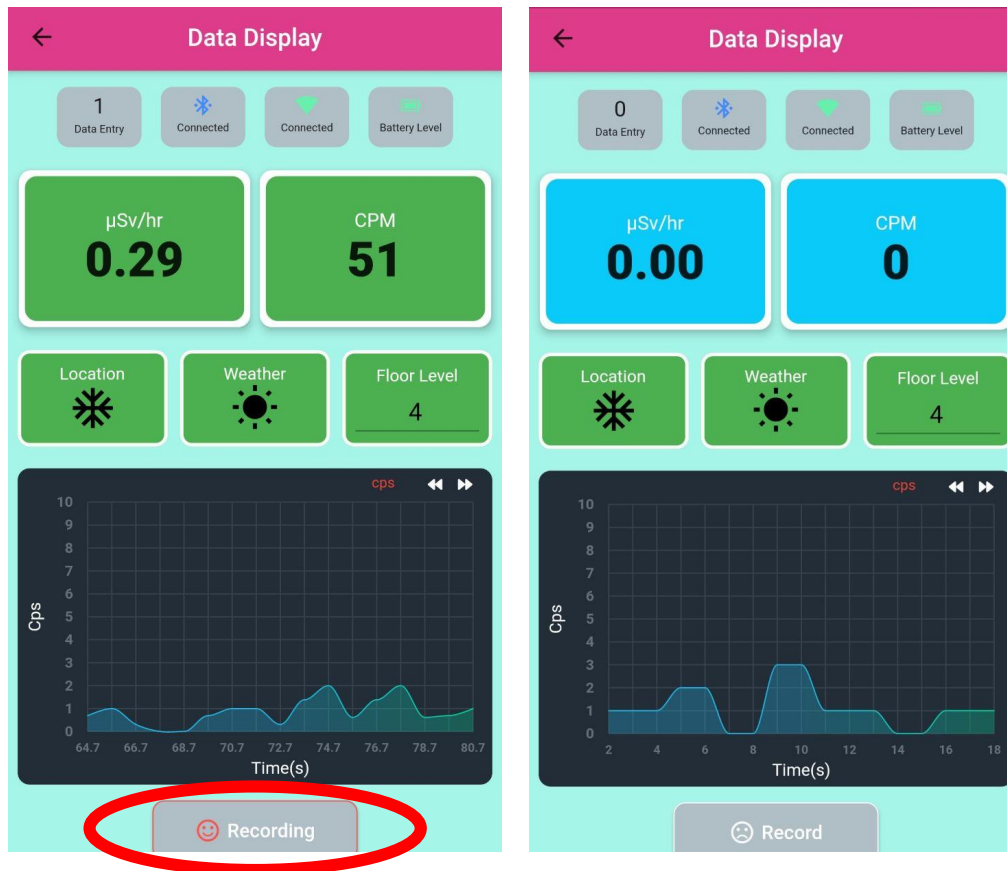 Data Display
1
Data Entry
Connected
Connected
Battery Level
µSv/hr
0.29
CPM
51
Location
Weather
Floor Level
4
cps
10
9
8
7
6
5
4
3
2
1
0
Cps
64.7 66.7 68.7 70.7 72.7 74.7 76.7 78.7 80.7
Time(s)
Recording
Data Display
0
Data Entry
Connected
Connected
Battery Level
µSv/hr
0.00
CPM
0
Location
Weather
Floor Level
4
cps
10
9
8
7
6
5
4
3
2
1
0
Cps
2 4 6 8 10 12 14 16 18
Time(s)
Record